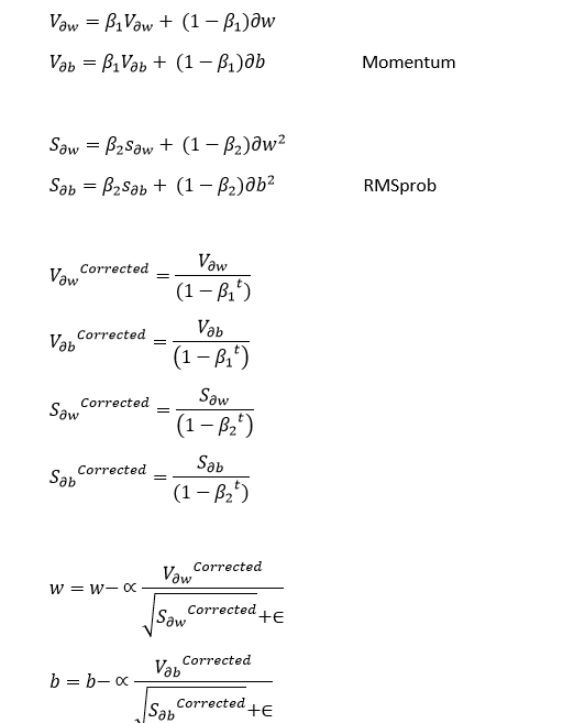 V∂w = β₁V∂w + (1 − β₁)∂w
V∂b = β₁V∂b + (1 − β₁)∂b Momentum
S∂w = β₂s∂w + (1 − β₂)∂w²
S∂b = β₂s∂b + (1 − β₂)∂b² RMSprob
V∂w^Corrected = V∂w / (1 − β₁ᵗ)
V∂b^Corrected = V∂b / (1 − β₁ᵗ)
S∂w^Corrected = S∂w / (1 − β₂ᵗ)
S∂b^Corrected = S∂b / (1 − β₂ᵗ)
w = w− ∝ V∂w^Corrected / √S∂w^Corrected +∈
b = b− ∝ V∂b^Corrected / √S∂b^Corrected +∈